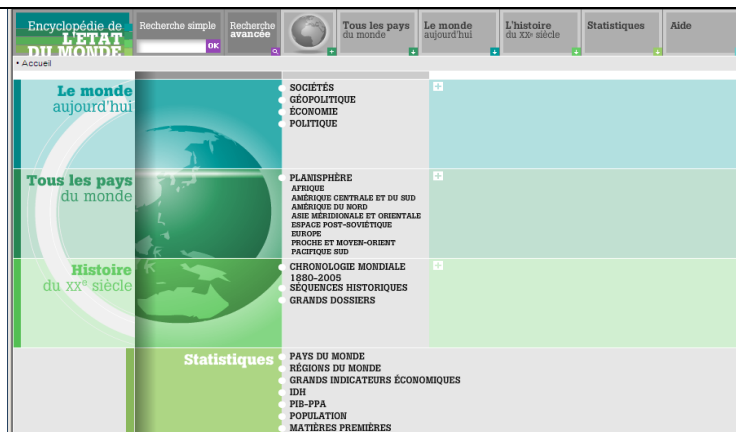 Encyclopédie de
L'ETAT
DU MONDE
Recherche simple
OK
Recherche
avancée
Tous les pays
du monde
Le monde
aujourd'hui
L'histoire
du XXe siècle
Statistiques
Aide
• Accueil
Le monde
aujourd'hui
SOCIÉTÉS
GÉOPOLITIQUE
ÉCONOMIE
POLITIQUE
Tous les pays
du monde
PLANISPHÈRE
AFRIQUE
AMÉRIQUE CENTRALE ET DU SUD
AMÉRIQUE DU NORD
ASIE MÉRIDIONALE ET ORIENTALE
ESPACE POST-SOVIÉTIQUE
EUROPE
PROCHE ET MOYEN-ORIENT
PACIFIQUE SUD
Histoire
du XXe siècle
CHRONOLOGIE MONDIALE
1880-2005
SÉQUENCES HISTORIQUES
GRANDS DOSSIERS
Statistiques
PAYS DU MONDE
RÉGIONS DU MONDE
GRANDS INDICATEURS ÉCONOMIQUES
IDH
PIB-PPA
POPULATION
MATIÈRES PREMIÈRES